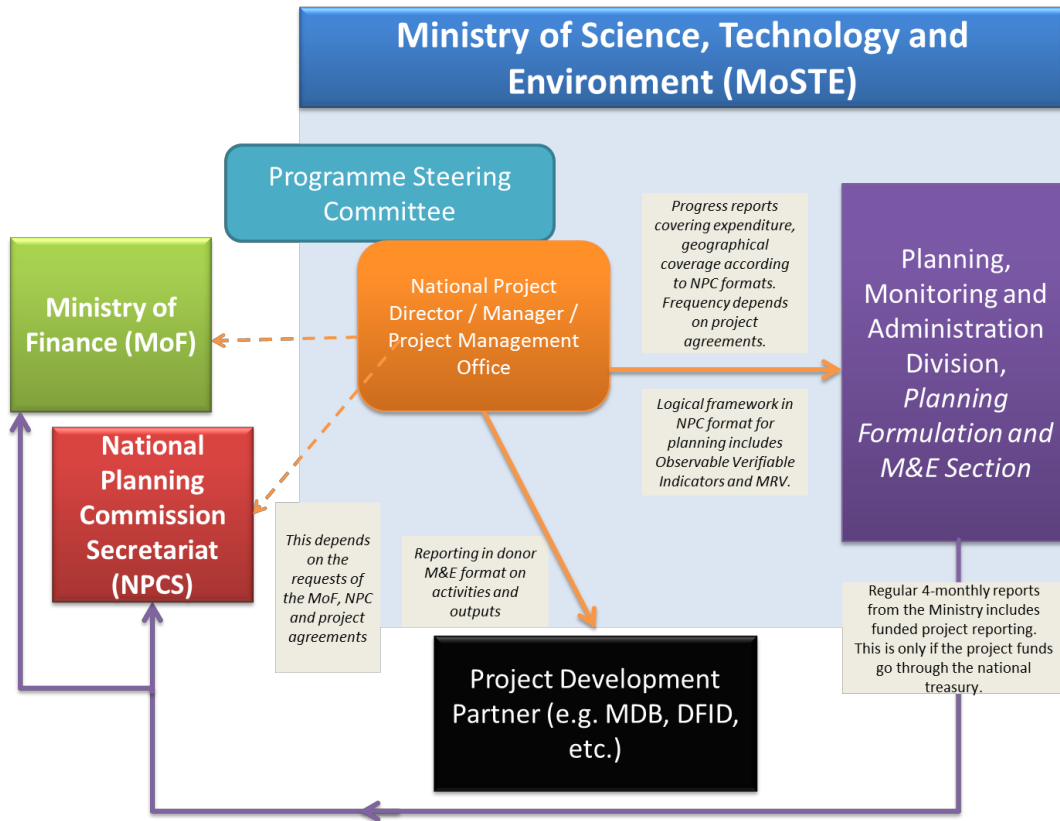 Ministry of Science, Technology and
Environment (MoSTE)
Programme Steering
Committee
Progress reports
covering expenditure,
geographical
coverage according
to NPC formats.
Frequency depends
on project
agreements.
Planning,
Monitoring and
Administration
Division,
Planning
Formulation and
M&E Section
Ministry of
Finance (MoF)
National Project
Director / Manager /
Project Management
Office
Logical framework in
NPC format for
planning includes
Observable Verifiable
Indicators and MRV.
National
Planning
Commission
Secretariat
(NPCS)
This depends
on the
requests of
the MoF, NPC
and project
agreements
Reporting in donor
M&E format on
activities and
outputs
Regular 4-monthly reports
from the Ministry includes
funded project reporting.
This is only if the project funds
go through the national
treasury.
Project Development
Partner (e.g. MDB, DFID,
etc.)